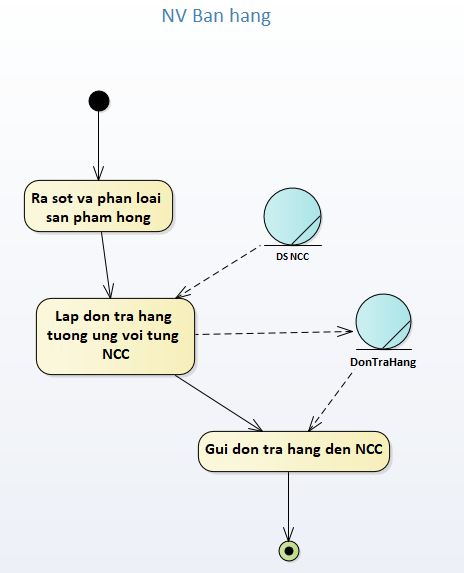 NV Ban hang
Ra sot va phan loai
san pham hong
DS NCC
Lap don tra hang
tuong ung voi tung
NCC
DonTraHang
Gui don tra hang den NCC